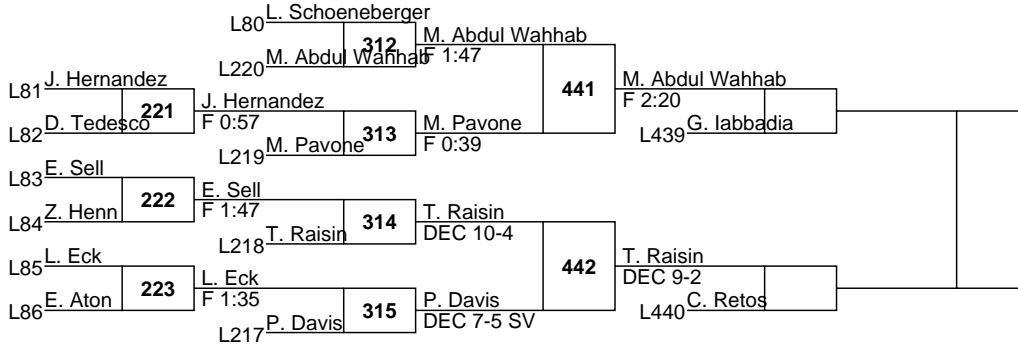 L80 L. Schoeneberger
312 M. Abdul Wahhab
F 1:47
L220 M. Abdul Wahhab
L81 J. Hernandez
441 M. Abdul Wahhab
F 2:20
221 J. Hernandez
F 0:57
L82 D. Tedesco
313 M. Pavone
F 0:39
L439 G. Iabbadia
L219 M. Pavone
L83 E. Sell
222 E. Sell
F 1:47
L84 Z. Henn
314 T. Raisin
DEC 10-4
L218 T. Raisin
L85 L. Eck
442 T. Raisin
DEC 9-2
223 L. Eck
F 1:35
L86 E. Aton
315 P. Davis
DEC 7-5 SV
L440 C. Retos
L217 P. Davis